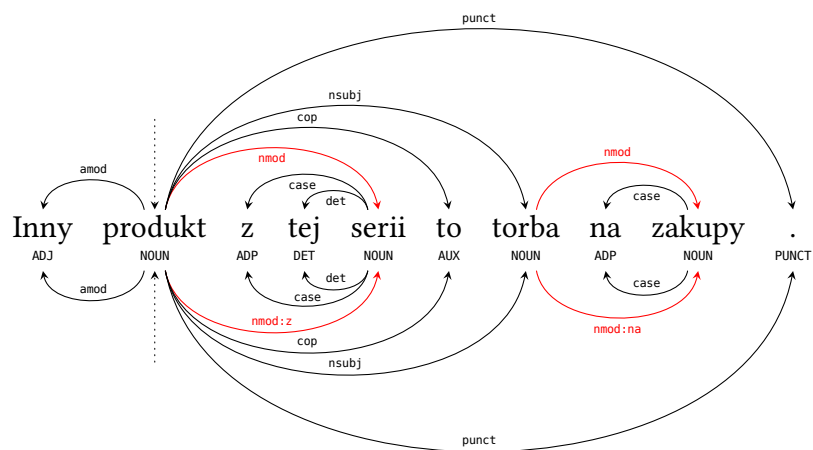 punct
nsubj
cop
nmod nmod
amod case case
det
Inny produkt z tej serii to torba na zakupy .
ADJ NOUN ADP DET NOUN AUX NOUN ADP NOUN PUNCT
amod det case
case
nmod:z nmod:na
cop
nsubj
punct